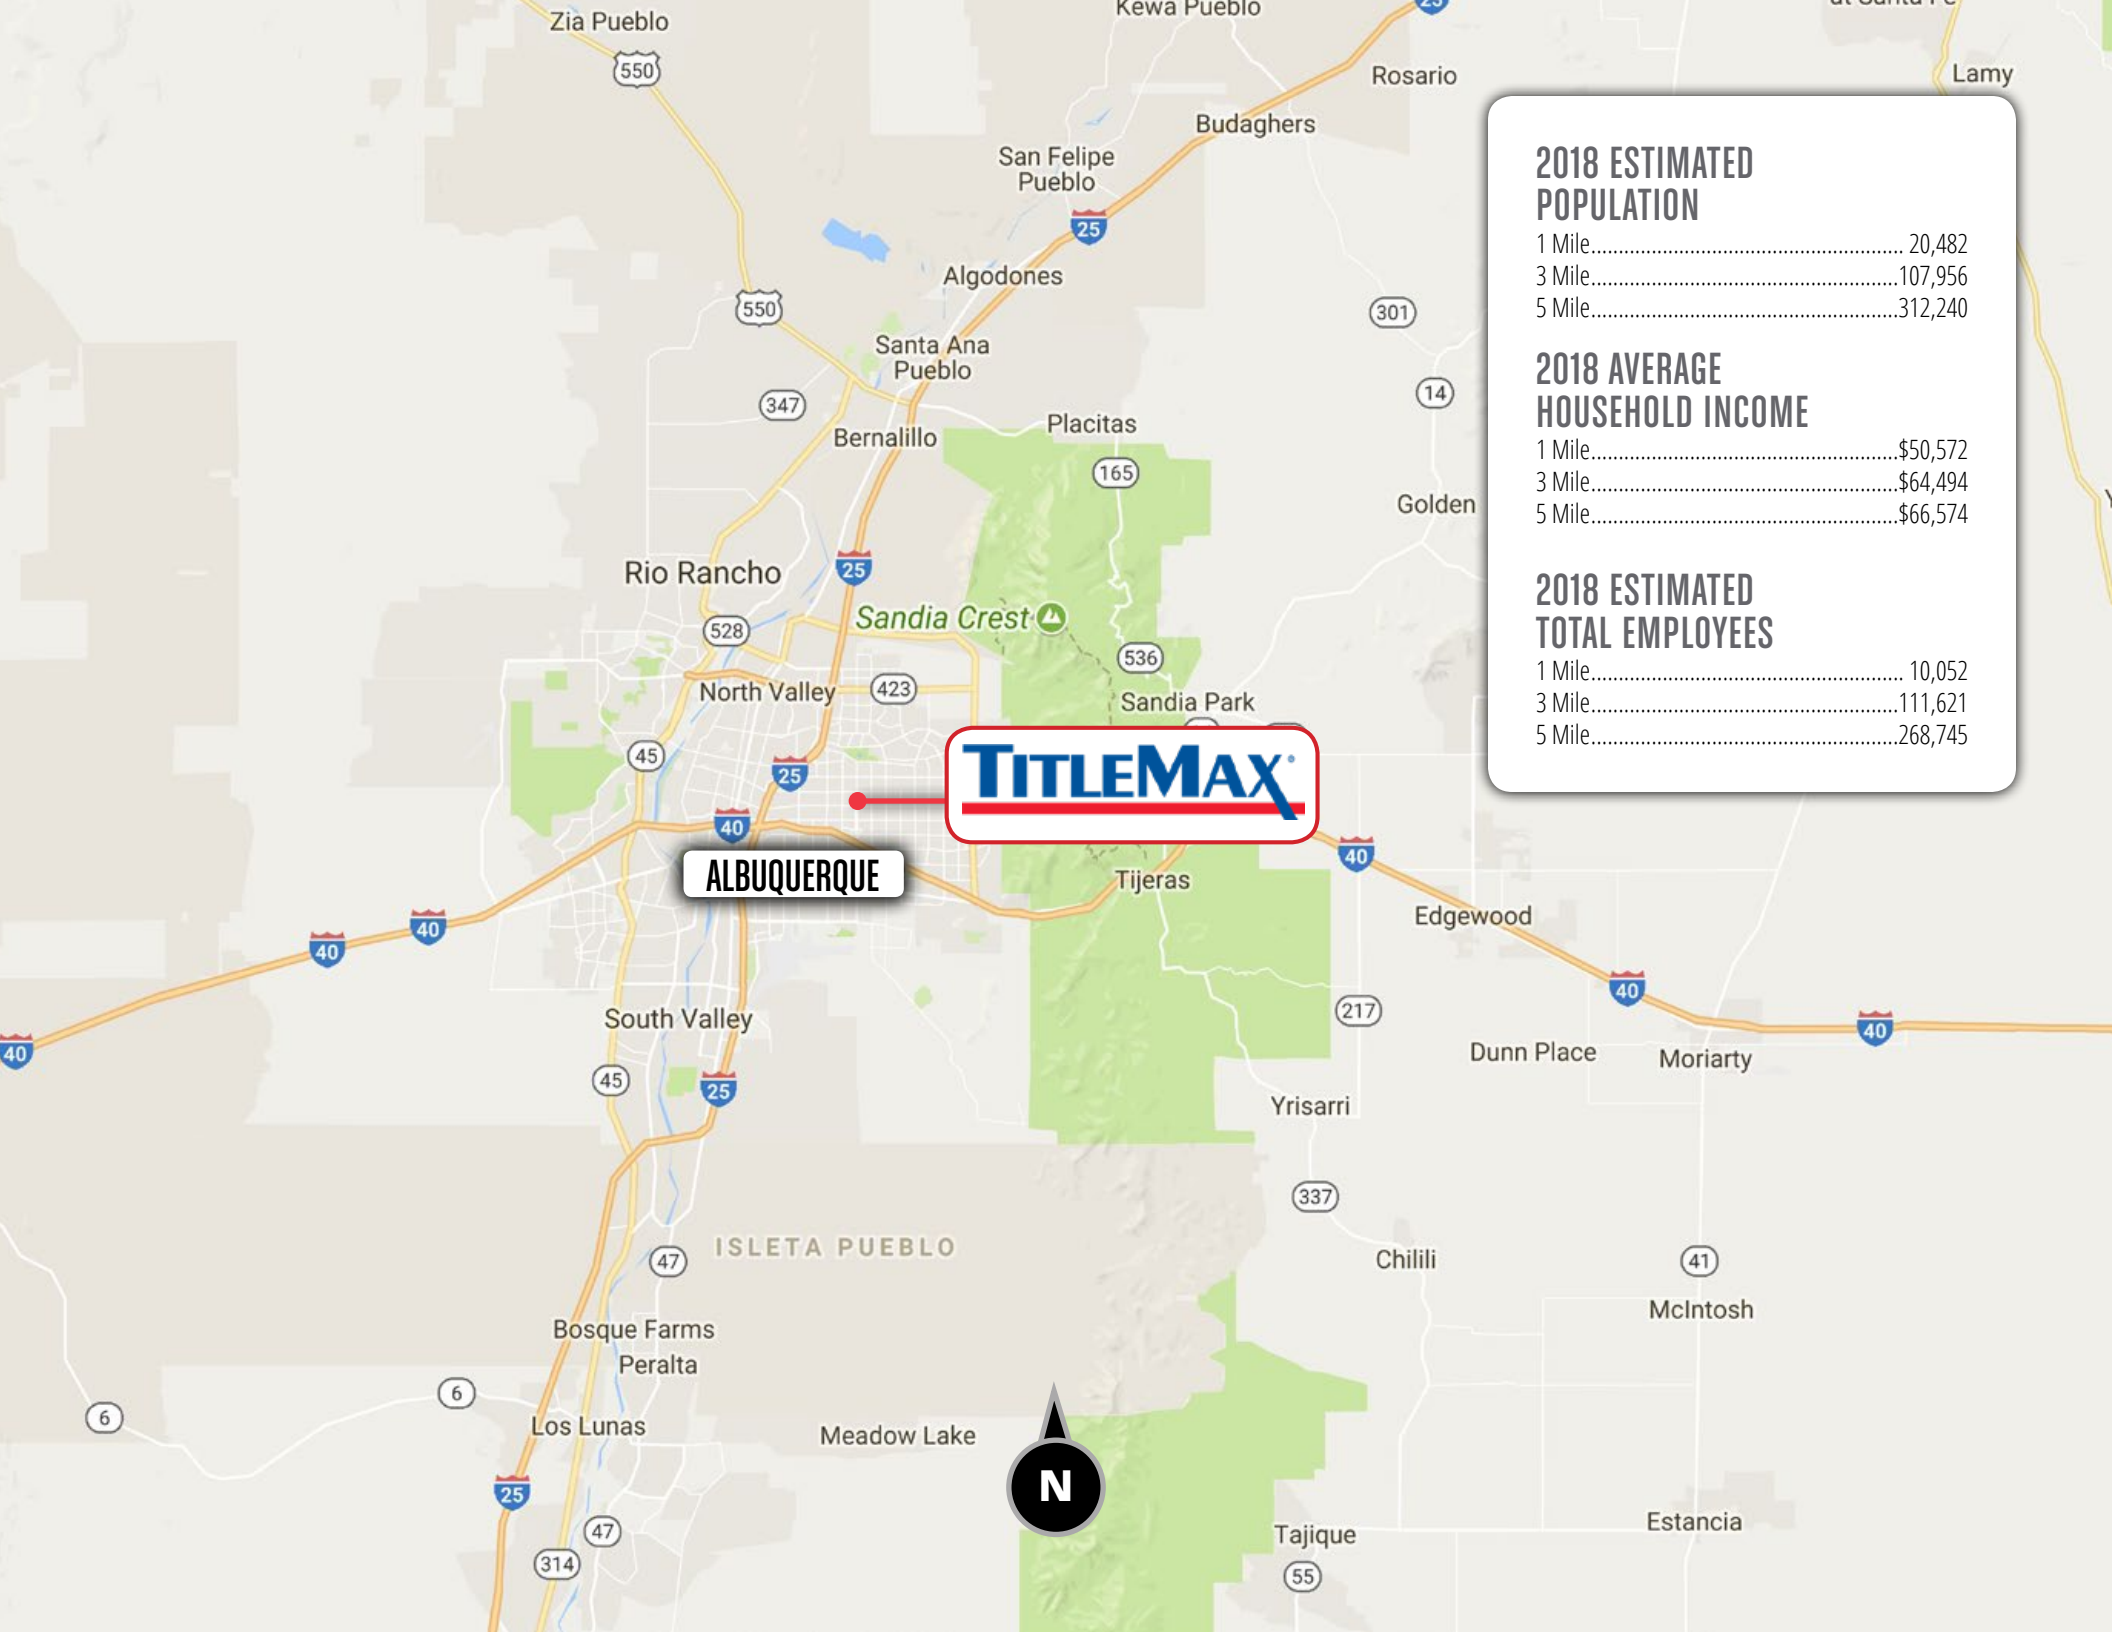 Kewa Pueblo
25
Zia Pueblo
550
Rosario
Lamy
Budaghers
San Felipe
Pueblo
25
Algodones
550
301
Santa Ana
Pueblo
347
14
Bernalillo
Placitas
165
Golden
Rio Rancho
25
Sandia Crest
528
536
North Valley
423
Sandia Park
45
25
TITLEMAX
40
ALBUQUERQUE
40
Tijeras
Edgewood
40
40
40
40
40
217
South Valley
Dunn Place
Moriarty
45
25
Yrisarri
337
ISLETA PUEBLO
47
Chilili
41
McIntosh
Bosque Farms
Peralta
6
6
Los Lunas
Meadow Lake
N
25
47
314
Tajique
55
Estancia
2018 ESTIMATED
POPULATION
1 Mile......................................................... 20,482
3 Mile........................................................107,956
5 Mile........................................................312,240
2018 AVERAGE
HOUSEHOLD INCOME
1 Mile........................................................$50,572
3 Mile........................................................$64,494
5 Mile........................................................$66,574
2018 ESTIMATED
TOTAL EMPLOYEES
1 Mile......................................................... 10,052
3 Mile........................................................111,621
5 Mile........................................................268,745